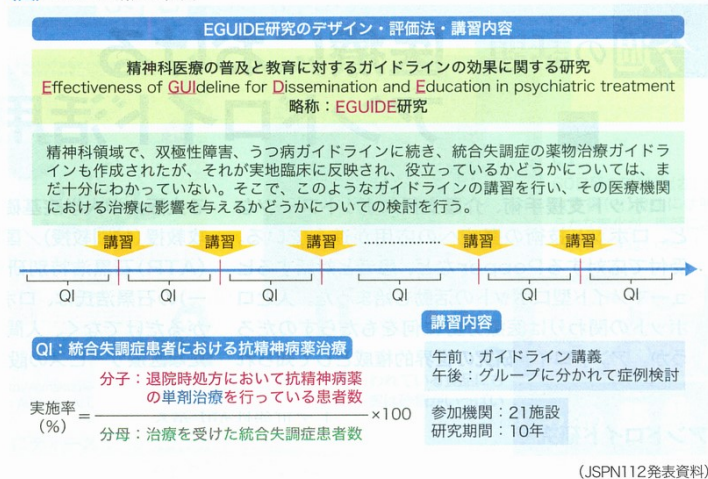 EGUIDE研究のデザイン・評価法・講習内容
精神科医療の普及と教育に対するガイドラインの効果に関する研究
Effectiveness of GUIdeline for Dissemination and Education in psychiatric treatment
略称：EGUIDE研究
精神科領域で、双極性障害、うつ病ガイドラインに続き、統合失調症の薬物治療ガイドラ
インも作成されたが、それが実地臨床に反映され、役立っているかどうかについては、ま
だ十分にわかっていない。そこで、このようなガイドラインの講習を行い、その医療機関
における治療に影響を与えるかどうかについての検討を行う。
講習 講習 講習 ........................ 講習 講習
QI QI QI QI QI QI
QI：統合失調症患者における抗精神病薬治療
実施率
（%）
＝
分子：退院時処方において抗精神病薬
の単剤治療を行っている患者数
分母：治療を受けた統合失調症患者数
×100
講習内容
午前：ガイドライン講義
午後：グループに分かれて症例検討
参加機関：21施設
研究期間：10年
（JSPN112発表資料）